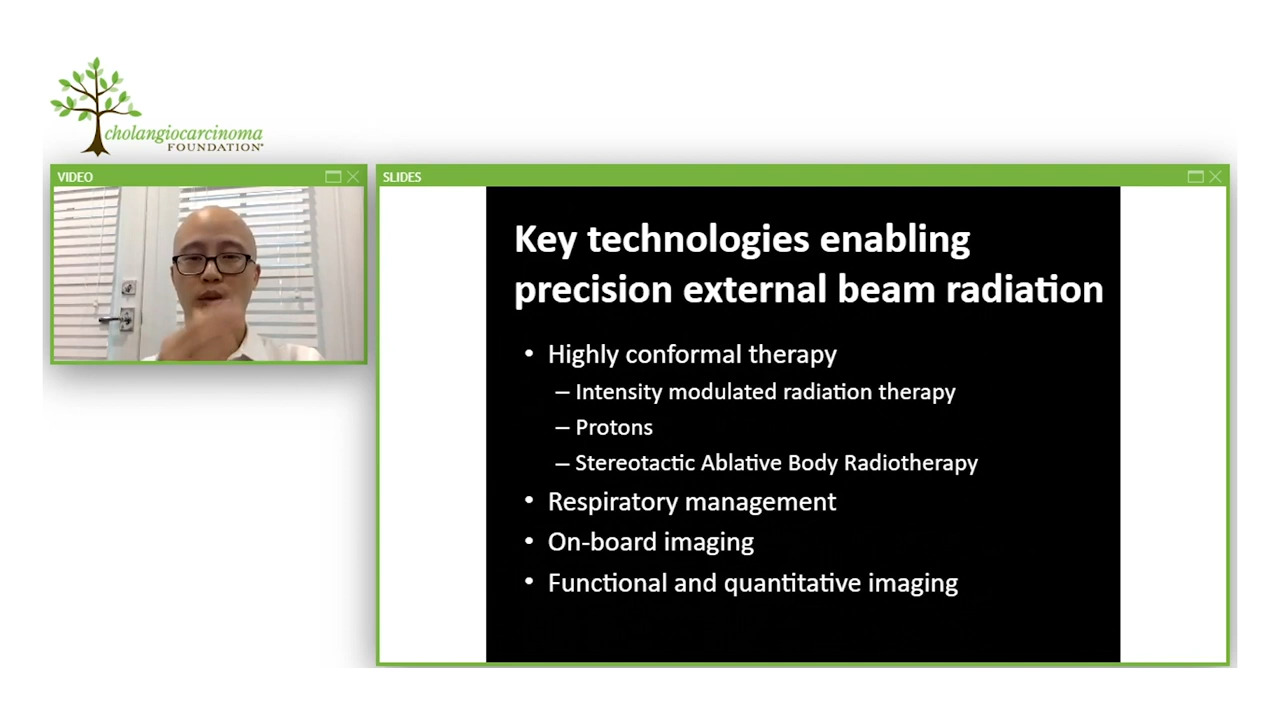 cholangiocarcinoma
FOUNDATION®
VIDEO
SLIDES
Key technologies enabling
precision external beam radiation
• Highly conformal therapy
– Intensity modulated radiation therapy
– Protons
– Stereotactic Ablative Body Radiotherapy
• Respiratory management
• On-board imaging
• Functional and quantitative imaging